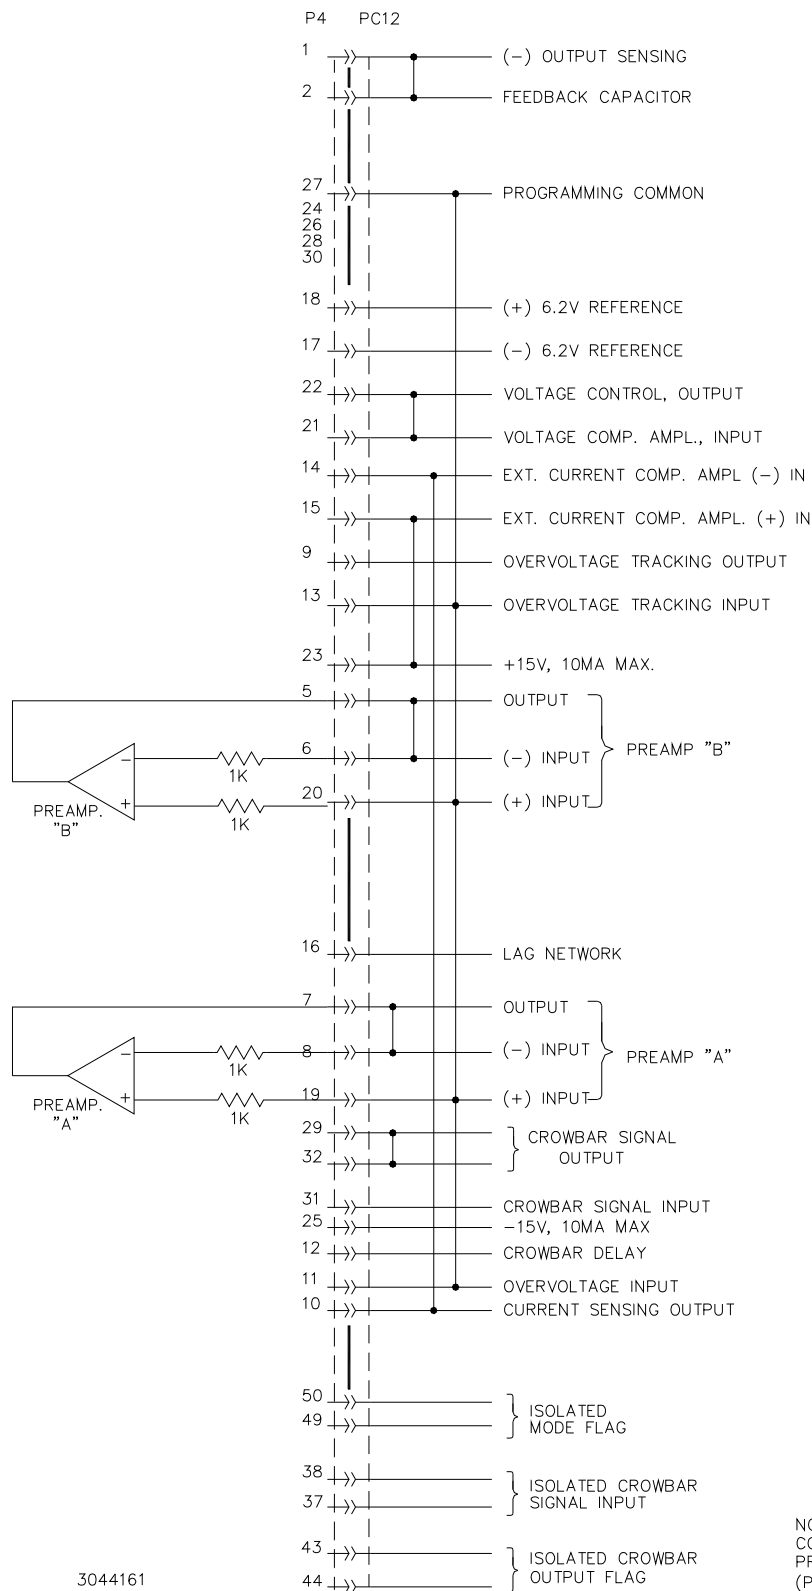 P4 PC12
1 (−) OUTPUT SENSING
2 FEEDBACK CAPACITOR
27 PROGRAMMING COMMON
24
26
28
30
18 (+) 6.2V REFERENCE
17 (−) 6.2V REFERENCE
22 VOLTAGE CONTROL, OUTPUT
21 VOLTAGE COMP. AMPL., INPUT
14 EXT. CURRENT COMP. AMPL (−) IN
15 EXT. CURRENT COMP. AMPL. (+) IN
9 OVERVOLTAGE TRACKING OUTPUT
13 OVERVOLTAGE TRACKING INPUT
23 +15V, 10MA MAX.
5 OUTPUT
− 1K 6 (−) INPUT PREAMP "B"
+ 1K 20 (+) INPUT
PREAMP.
"B"
16 LAG NETWORK
7 OUTPUT
− 1K 8 (−) INPUT PREAMP "A"
+ 1K 19 (+) INPUT
PREAMP.
"A"
29 CROWBAR SIGNAL
32 OUTPUT
31 CROWBAR SIGNAL INPUT
25 −15V, 10MA MAX
12 CROWBAR DELAY
11 OVERVOLTAGE INPUT
10 CURRENT SENSING OUTPUT
50 ISOLATED
49 MODE FLAG
38 ISOLATED CROWBAR
37 SIGNAL INPUT
43 ISOLATED CROWBAR
44 OUTPUT FLAG
3044161
NO
CO
PR
(P